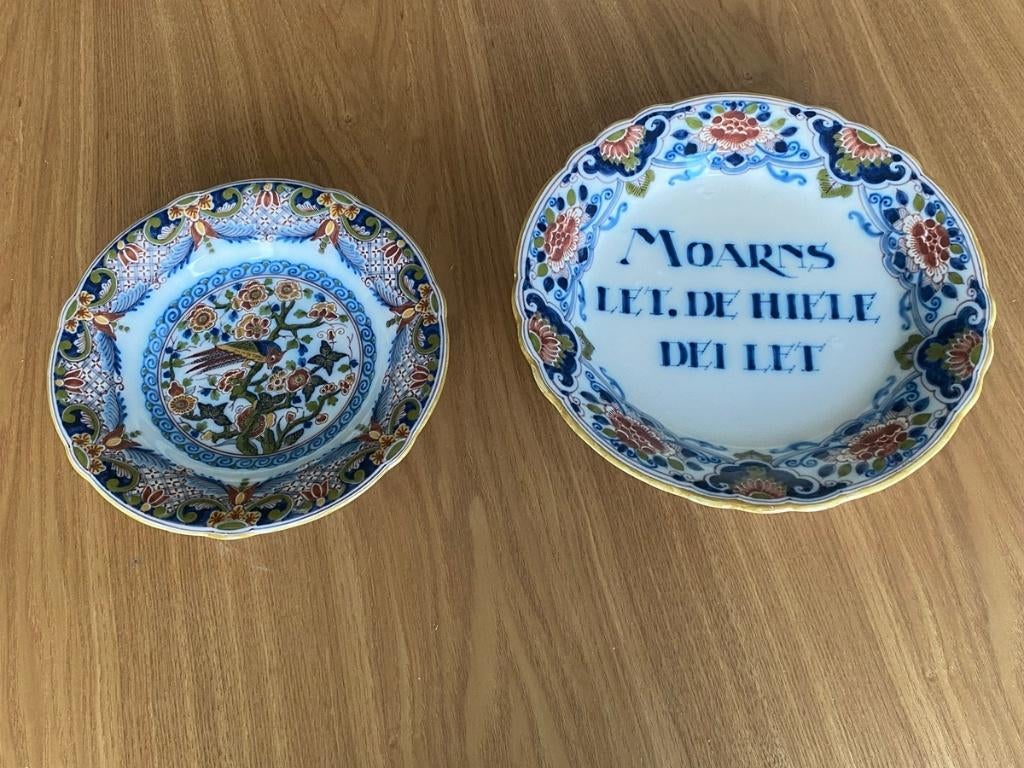 MOARNS
LET. DE HIELE
DEI LET